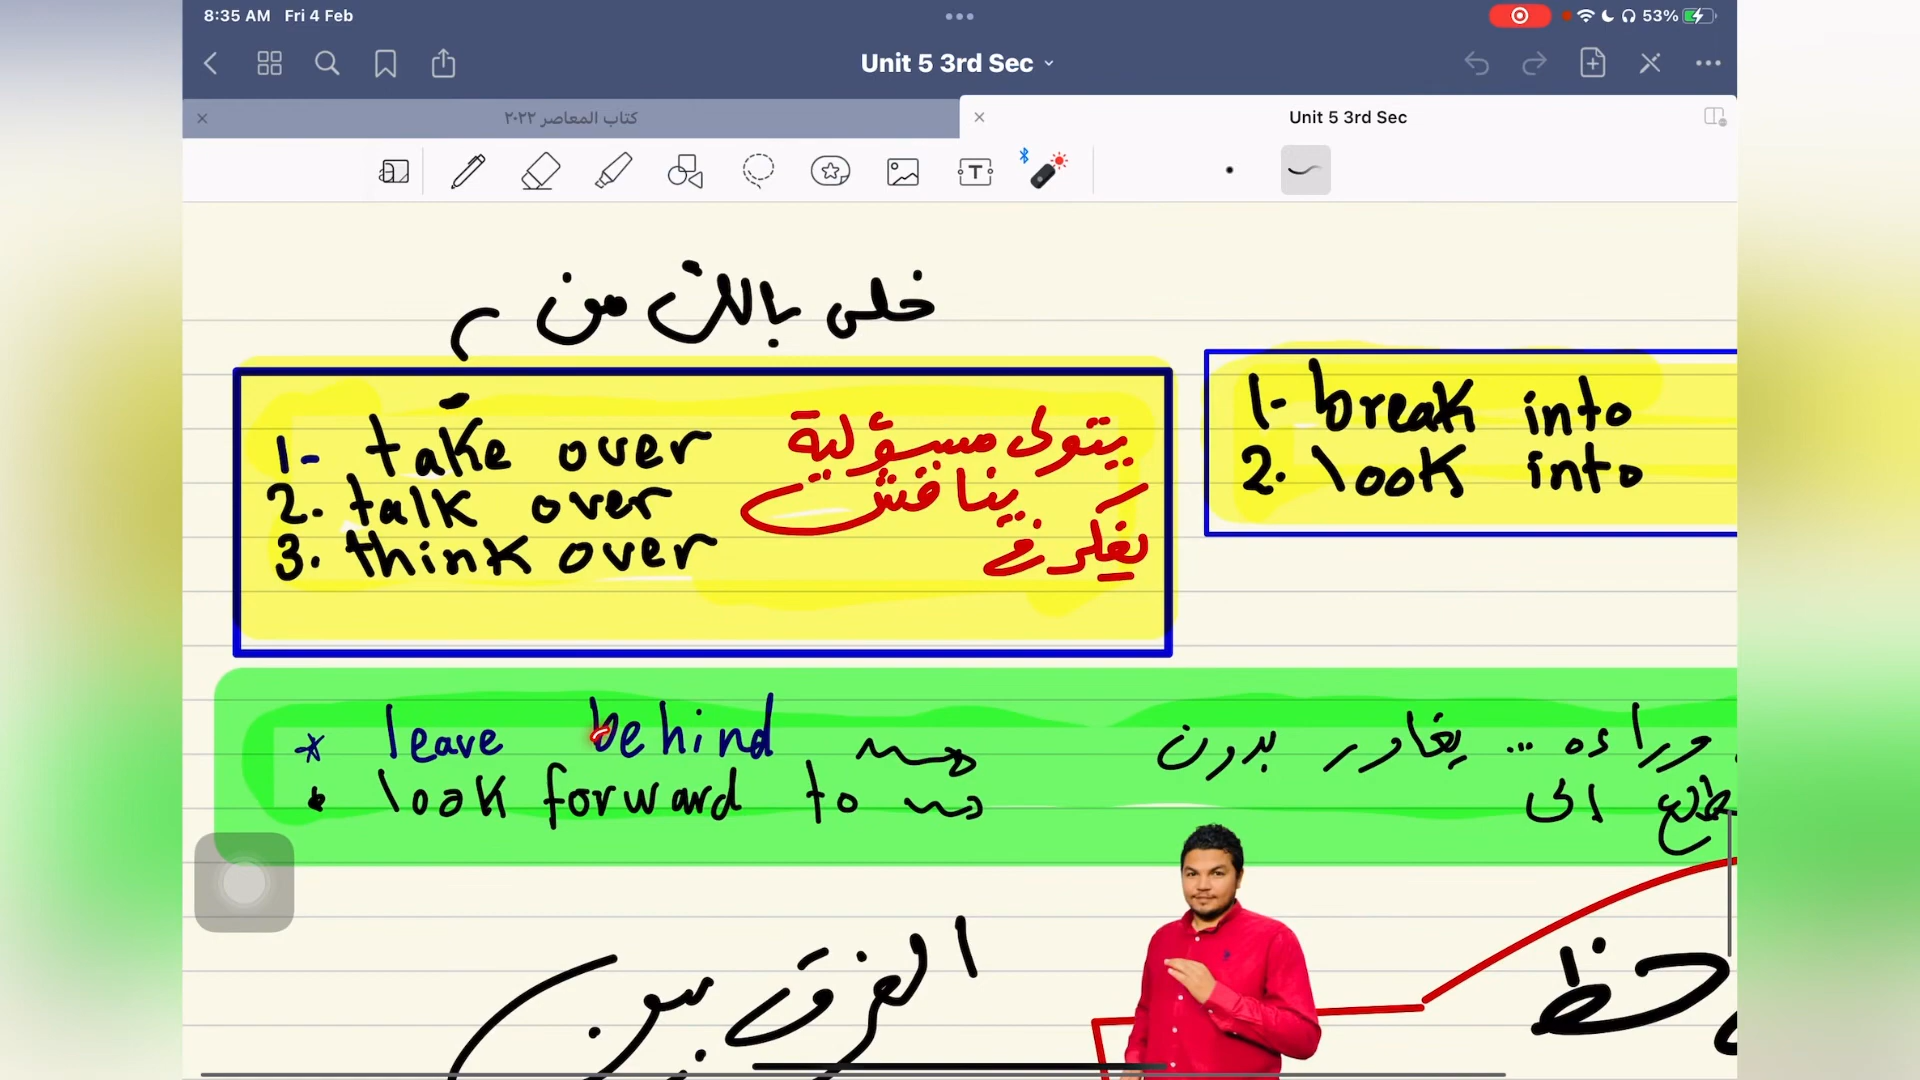 8:35 AM Fri 4 Feb
53%
Unit 5 3rd Sec
كتاب المعاصر ٢٠٢٢
Unit 5 3rd Sec
خلى بالك من
1- take over يتولى مسؤلية
2. talk over يناقش
3. think over يفكر في
1- break into
2. look into
* leave behind وراءه ... يغادر بدون
* look forward to الى
الفرق بين